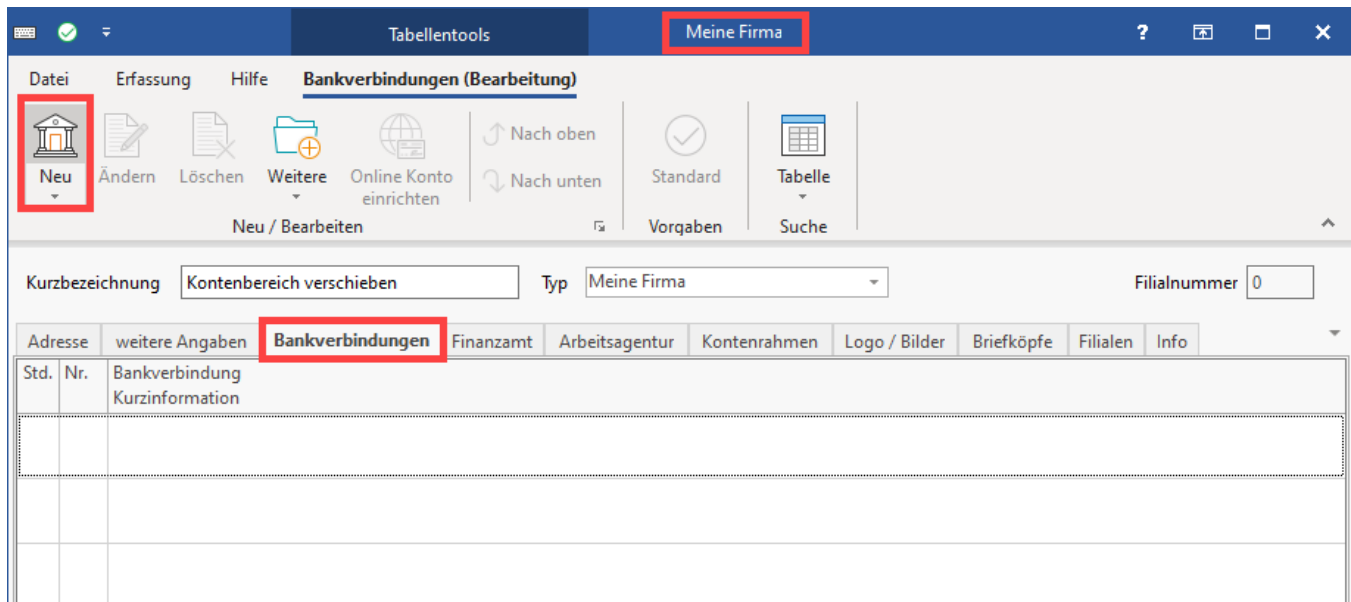 Tabellentools Meine Firma ?
Datei Erfassung Hilfe Bankverbindungen (Bearbeitung)
Neu Ändern Löschen Weitere Online Konto einrichten Nach oben Nach unten Standard Tabelle
Neu / Bearbeiten Vorgaben Suche
Kurzbezeichnung Kontenbereich verschieben Typ Meine Firma Filialnummer 0
Adresse weitere Angaben Bankverbindungen Finanzamt Arbeitsagentur Kontenrahmen Logo / Bilder Briefköpfe Filialen Info
Std. Nr. Bankverbindung
Kurzinformation